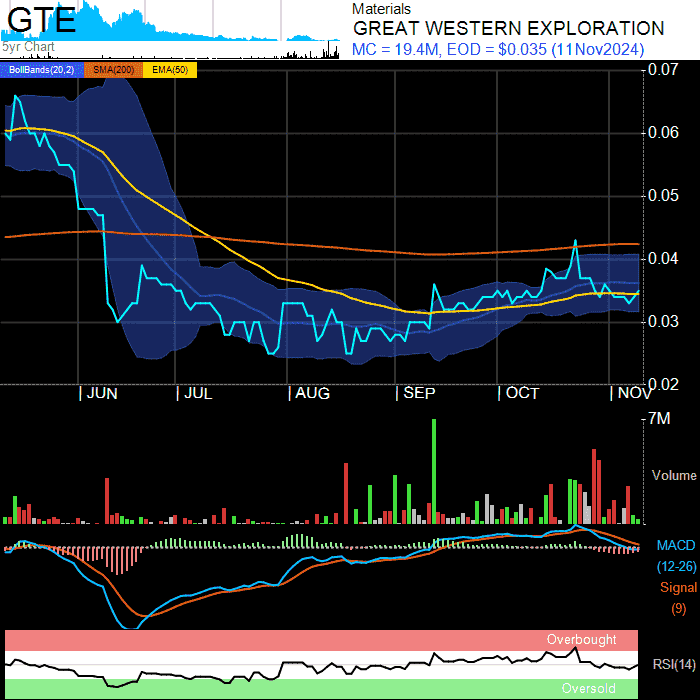 GTE
5yr Chart
Materials
GREAT WESTERN EXPLORATION
MC = 19.4M, EOD = $0.035 (11Nov2024)
BollBands(20,2) SMA(200) EMA(50)
0.07
0.06
0.05
0.04
0.03
0.02
JUN JUL AUG SEP OCT NOV
7M
Volume
MACD
(12-26)
Signal
(9)
Overbought
RSI(14)
Oversold